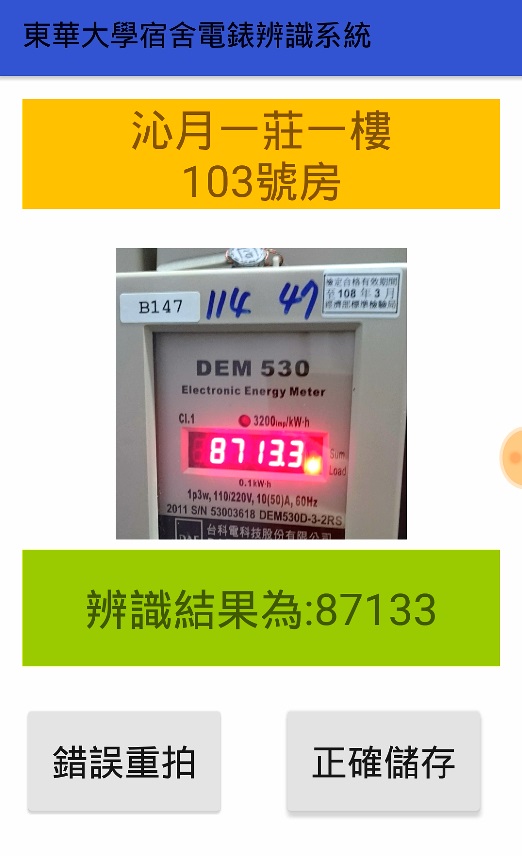 東華大學宿舍電錶辨識系統
沁月一莊一樓
103號房
B147
114 47
檢定合格有效期間
至 108 年 3 月
經濟部標準檢驗局
DEM 530
Electronic Energy Meter
Cl.1
3200imp/kW·h
8713.3
Sum
Load
0.1kW·h
1p3w, 110/220V, 10(50)A, 60Hz
2011 S/N 53003618 DEM530D-3-2RS
台科電科技股份有限公司
辨識結果為:87133
錯誤重拍
正確儲存